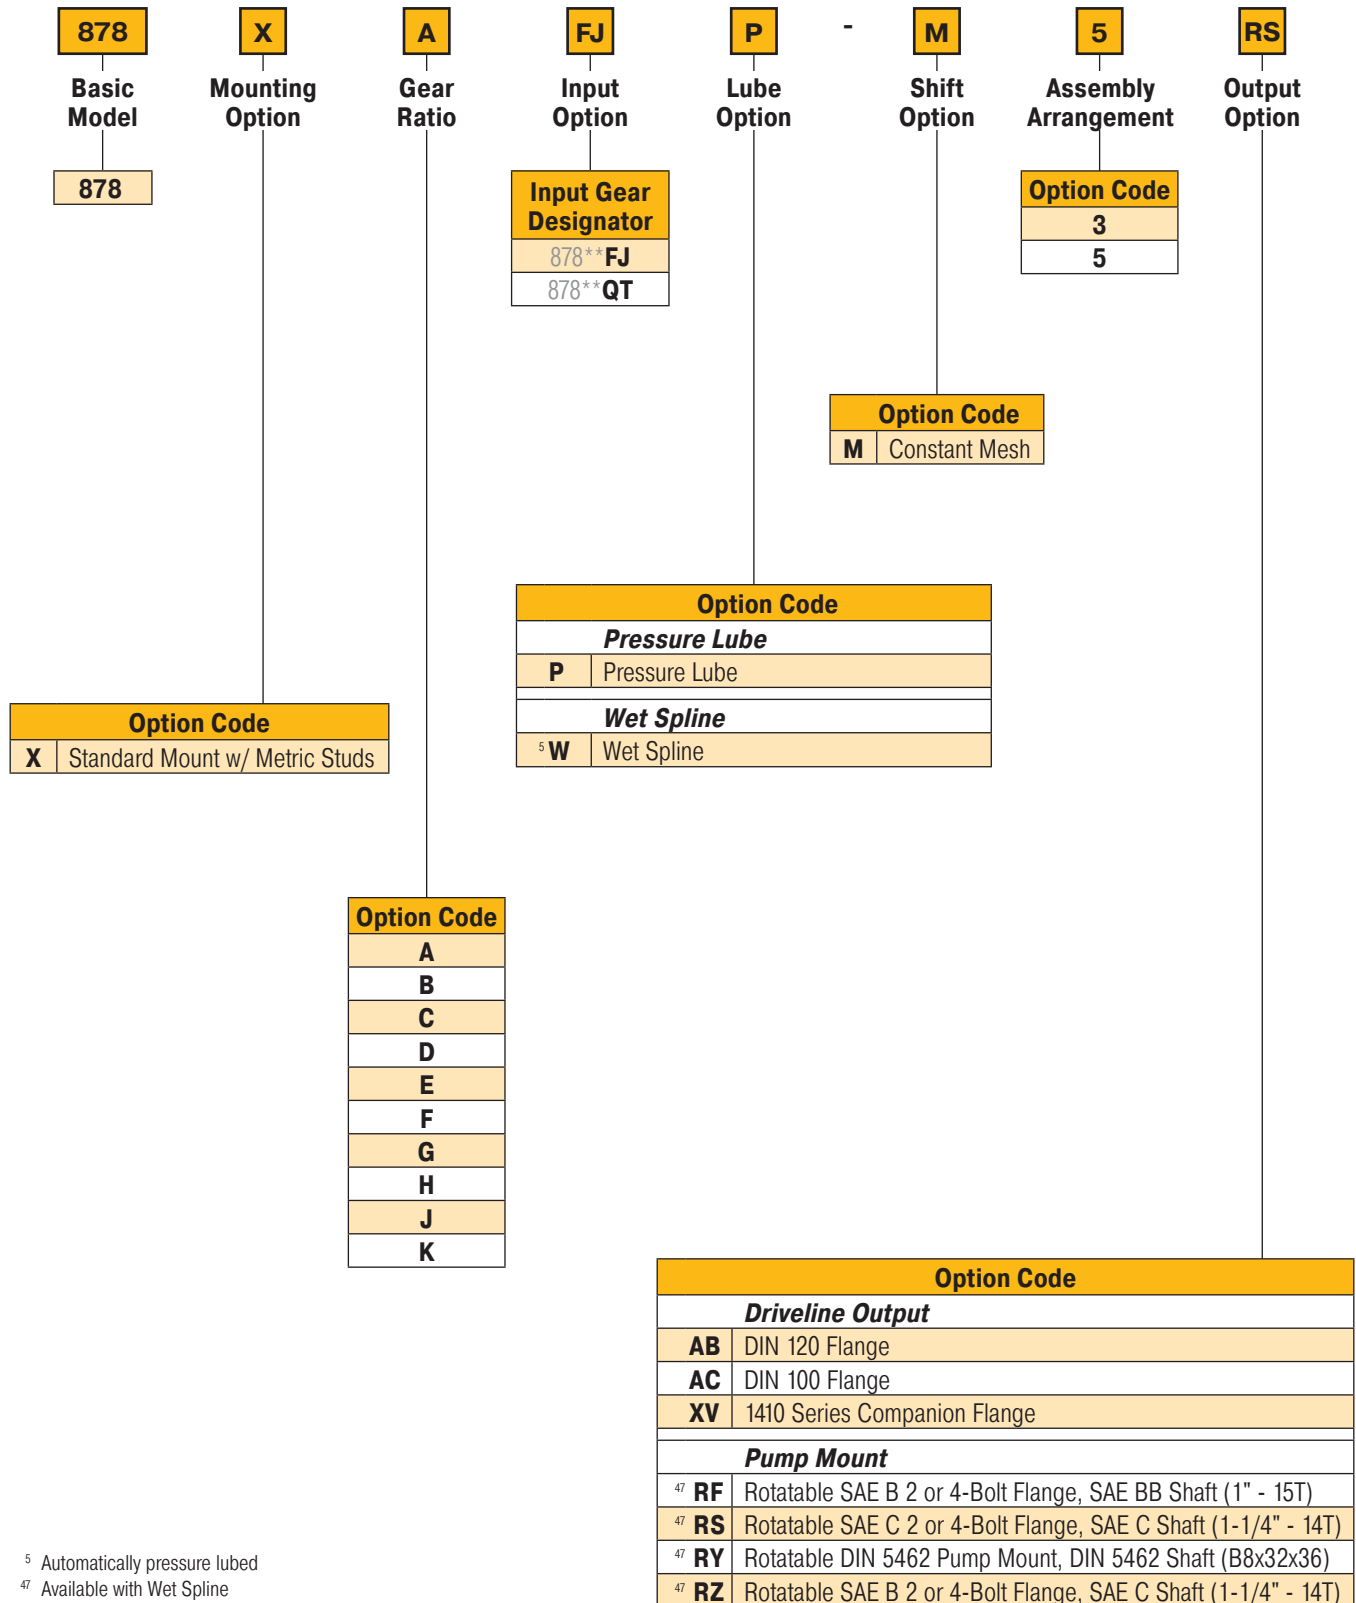 878 X A FJ P - M 5 RS
Basic Model
Mounting Option
Gear Ratio
Input Option
Lube Option
Shift Option
Assembly Arrangement
Output Option
878
Input Gear
Designator
878**FJ
878**QT
Option Code
3
5
Option Code
M Constant Mesh
Option Code
Pressure Lube
P Pressure Lube
Wet Spline
5 W Wet Spline
Option Code
X Standard Mount w/ Metric Studs
Option Code
A
B
C
D
E
F
G
H
J
K
Option Code
Driveline Output
AB DIN 120 Flange
AC DIN 100 Flange
XV 1410 Series Companion Flange
Pump Mount
47 RF Rotatable SAE B 2 or 4-Bolt Flange, SAE BB Shaft (1" - 15T)
47 RS Rotatable SAE C 2 or 4-Bolt Flange, SAE C Shaft (1-1/4" - 14T)
47 RY Rotatable DIN 5462 Pump Mount, DIN 5462 Shaft (B8x32x36)
47 RZ Rotatable SAE B 2 or 4-Bolt Flange, SAE C Shaft (1-1/4" - 14T)
5 Automatically pressure lubed
47 Available with Wet Spline